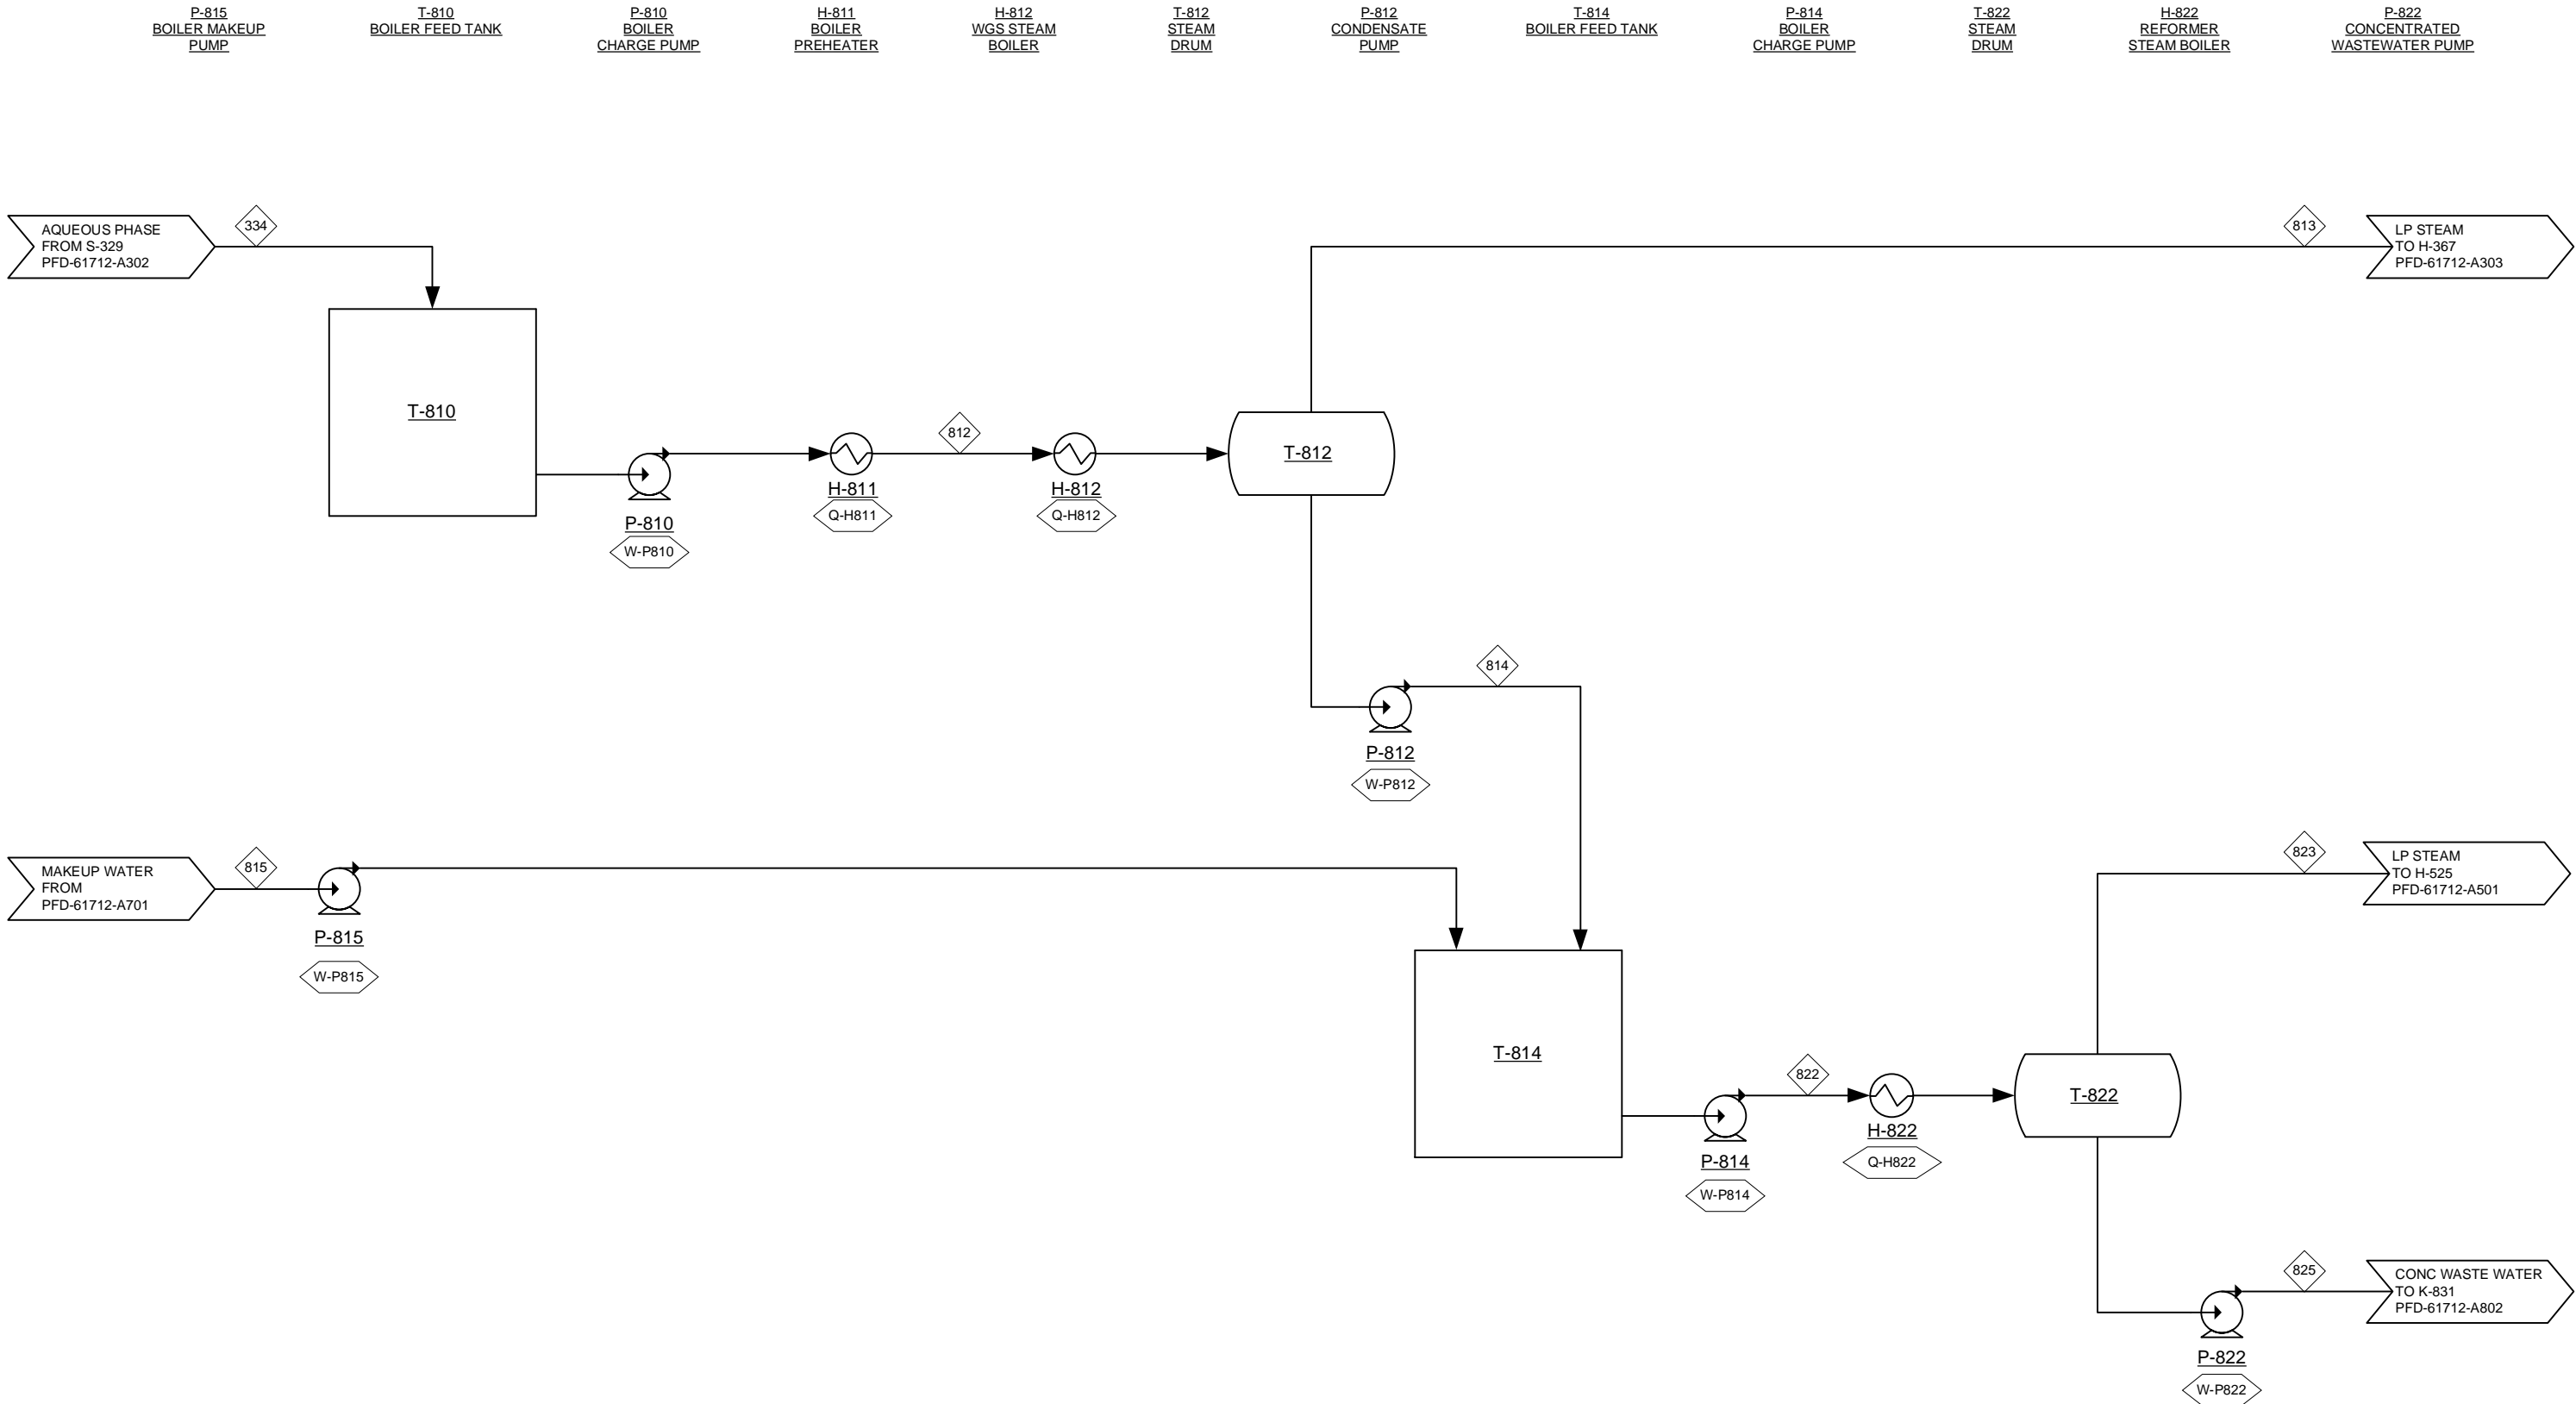 P-815
BOILER MAKEUP
PUMP
T-810
BOILER FEED TANK
P-810
BOILER
CHARGE PUMP
H-811
BOILER
PREHEATER
H-812
WGS STEAM
BOILER
T-812
STEAM
DRUM
P-812
CONDENSATE
PUMP
T-814
BOILER FEED TANK
P-814
BOILER
CHARGE PUMP
T-822
STEAM
DRUM
H-822
REFORMER
STEAM BOILER
P-822
CONCENTRATED
WASTEWATER PUMP
AQUEOUS PHASE
FROM S-329
PFD-61712-A302
334
813
LP STEAM
TO H-367
PFD-61712-A303
T-810
P-810
W-P810
H-811
Q-H811
812
H-812
Q-H812
T-812
814
P-812
W-P812
MAKEUP WATER
FROM
PFD-61712-A701
815
P-815
W-P815
823
LP STEAM
TO H-525
PFD-61712-A501
T-814
P-814
W-P814
822
H-822
Q-H822
T-822
825
CONC WASTE WATER
TO K-831
PFD-61712-A802
P-822
W-P822